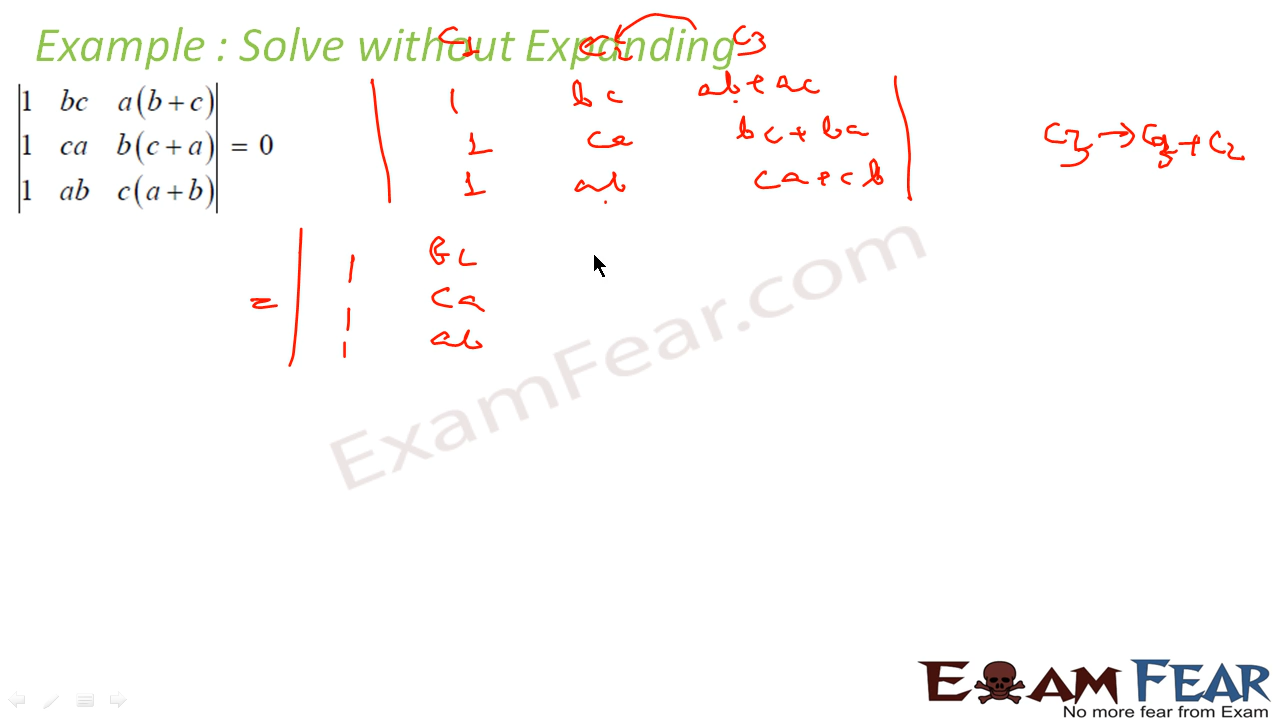 Example : Solve without Expanding
C1 C2 C3
|1 bc a(b+c)|
|1 ca b(c+a)| = 0
|1 ab c(a+b)|
| 1 bc ab+ac |
| 1 ca bc+ba |
| 1 ab ca+cb |
C3 → C3 + C2
= | 1 bc
| 1 ca
| 1 ab
ExamFear.com
EXAM FEAR
No more fear from Exam